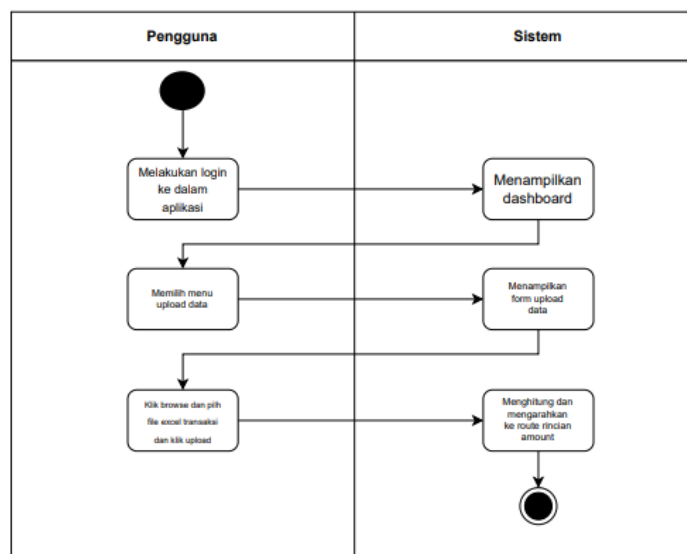 Pengguna
Sistem
Melakukan login
ke dalam
aplikasi
Menampilkan
dashboard
Memilih menu
upload data
Menampilkan
form upload
data
Klik browse dan pilh
file excel transaksi
dan klik upload
Menghitung dan
mengarahkan
ke route rincian
amount